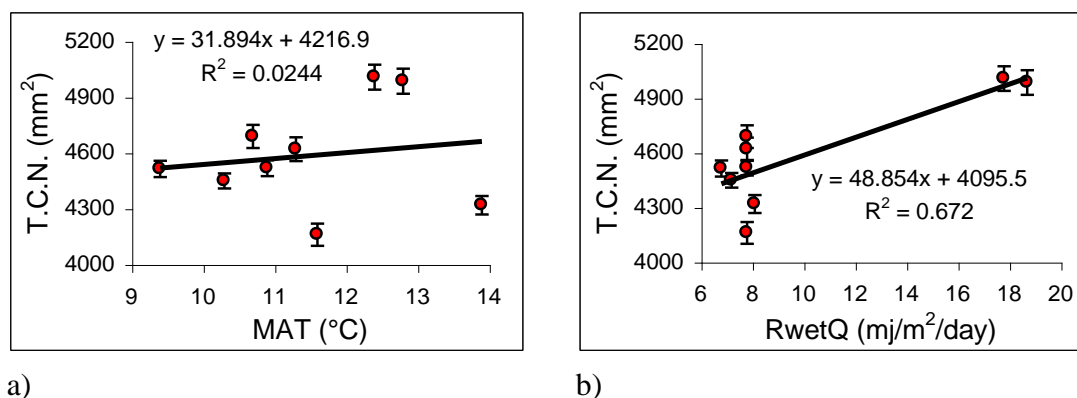 y = 31.894x + 4216.9
R² = 0.0244
5200
4900
4600
4300
4000
T.C.N. (mm²)
9 10 11 12 13 14
MAT (°C)
a)
5200
4900
4600
4300
4000
T.C.N. (mm²)
y = 48.854x + 4095.5
R² = 0.672
6 8 10 12 14 16 18 20
RwetQ (mj/m²/day)
b)